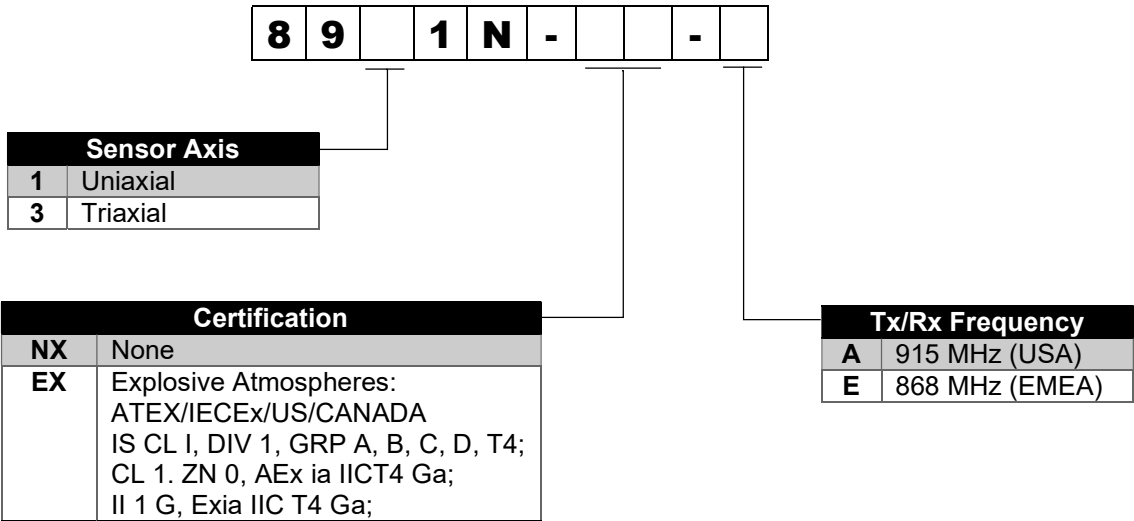 8 9 1 N - -
Sensor Axis
1 Uniaxial
3 Triaxial
Certification
NX None
EX Explosive Atmospheres:
ATEX/IECEx/US/CANADA
IS CL I, DIV 1, GRP A, B, C, D, T4;
CL 1. ZN 0, AEx ia IICT4 Ga;
II 1 G, Exia IIC T4 Ga;
Tx/Rx Frequency
A 915 MHz (USA)
E 868 MHz (EMEA)